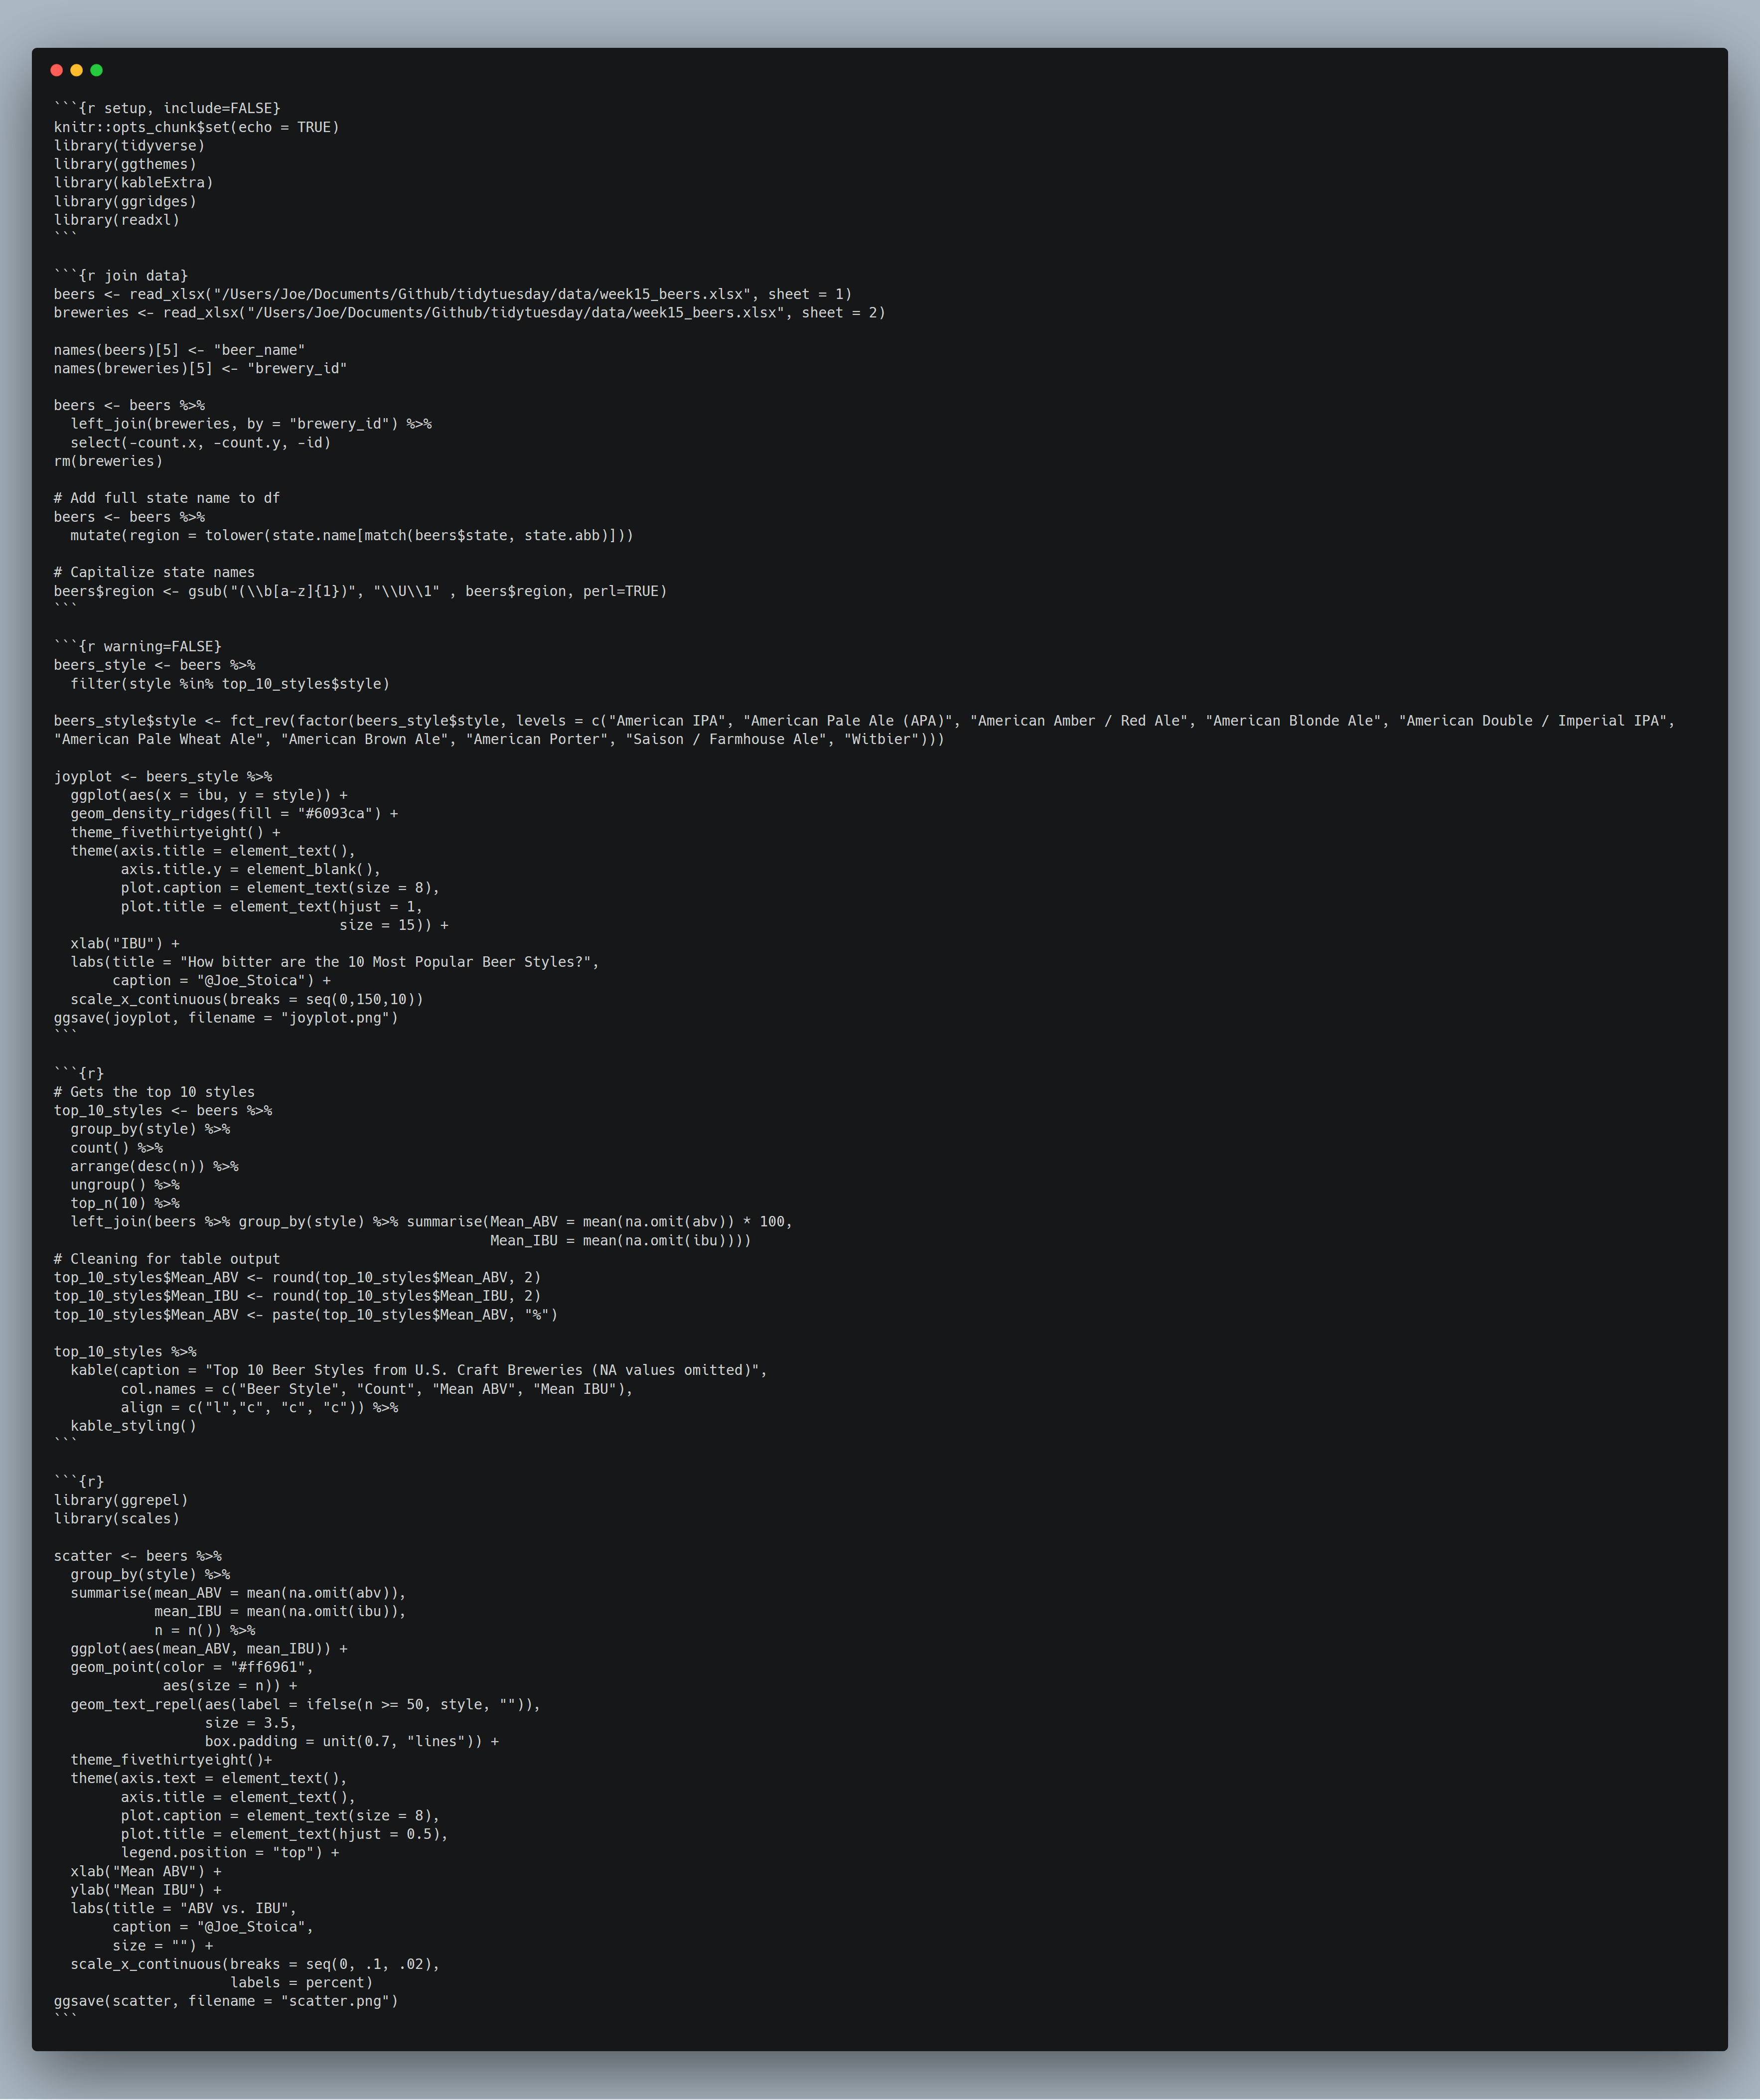 ```{r setup, include=FALSE}
knitr::opts_chunk$set(echo = TRUE)
library(tidyverse)
library(ggthemes)
library(kableExtra)
library(ggridges)
library(readxl)
```

```{r join data}
beers <- read_xlsx("/Users/Joe/Documents/Github/tidytuesday/data/week15_beers.xlsx", sheet = 1)
breweries <- read_xlsx("/Users/Joe/Documents/Github/tidytuesday/data/week15_beers.xlsx", sheet = 2)

names(beers)[5] <- "beer_name"
names(breweries)[5] <- "brewery_id"

beers <- beers %>%
  left_join(breweries, by = "brewery_id") %>%
  select(-count.x, -count.y, -id)
rm(breweries)

# Add full state name to df
beers <- beers %>%
  mutate(region = tolower(state.name[match(beers$state, state.abb)]))

# Capitalize state names
beers$region <- gsub("(\\b[a-z]{1})", "\\U\\1" , beers$region, perl=TRUE)
```

```{r warning=FALSE}
beers_style <- beers %>%
  filter(style %in% top_10_styles$style)

beers_style$style <- fct_rev(factor(beers_style$style, levels = c("American IPA", "American Pale Ale (APA)", "American Amber / Red Ale", "American Blonde Ale", "American Double / Imperial IPA",
"American Pale Wheat Ale", "American Brown Ale", "American Porter", "Saison / Farmhouse Ale", "Witbier")))

joyplot <- beers_style %>%
  ggplot(aes(x = ibu, y = style)) +
  geom_density_ridges(fill = "#6093ca") +
  theme_fivethirtyeight() +
  theme(axis.title = element_text(),
        axis.title.y = element_blank(),
        plot.caption = element_text(size = 8),
        plot.title = element_text(hjust = 1,
                                  size = 15)) +
  xlab("IBU") +
  labs(title = "How bitter are the 10 Most Popular Beer Styles?",
       caption = "@Joe_Stoica") +
  scale_x_continuous(breaks = seq(0,150,10))
ggsave(joyplot, filename = "joyplot.png")
```

```{r}
# Gets the top 10 styles
top_10_styles <- beers %>%
  group_by(style) %>%
  count() %>%
  arrange(desc(n)) %>%
  ungroup() %>%
  top_n(10) %>%
  left_join(beers %>% group_by(style) %>% summarise(Mean_ABV = mean(na.omit(abv)) * 100,
                                                    Mean_IBU = mean(na.omit(ibu))))
# Cleaning for table output
top_10_styles$Mean_ABV <- round(top_10_styles$Mean_ABV, 2)
top_10_styles$Mean_IBU <- round(top_10_styles$Mean_IBU, 2)
top_10_styles$Mean_ABV <- paste(top_10_styles$Mean_ABV, "%")

top_10_styles %>%
  kable(caption = "Top 10 Beer Styles from U.S. Craft Breweries (NA values omitted)",
        col.names = c("Beer Style", "Count", "Mean ABV", "Mean IBU"),
        align = c("l","c", "c", "c")) %>%
  kable_styling()
```

```{r}
library(ggrepel)
library(scales)

scatter <- beers %>%
  group_by(style) %>%
  summarise(mean_ABV = mean(na.omit(abv)),
            mean_IBU = mean(na.omit(ibu)),
            n = n()) %>%
  ggplot(aes(mean_ABV, mean_IBU)) +
  geom_point(color = "#ff6961",
             aes(size = n)) +
  geom_text_repel(aes(label = ifelse(n >= 50, style, "")),
                  size = 3.5,
                  box.padding = unit(0.7, "lines")) +
  theme_fivethirtyeight()+
  theme(axis.text = element_text(),
        axis.title = element_text(),
        plot.caption = element_text(size = 8),
        plot.title = element_text(hjust = 0.5),
        legend.position = "top") +
  xlab("Mean ABV") +
  ylab("Mean IBU") +
  labs(title = "ABV vs. IBU",
       caption = "@Joe_Stoica",
       size = "") +
  scale_x_continuous(breaks = seq(0, .1, .02),
                     labels = percent)
ggsave(scatter, filename = "scatter.png")
```